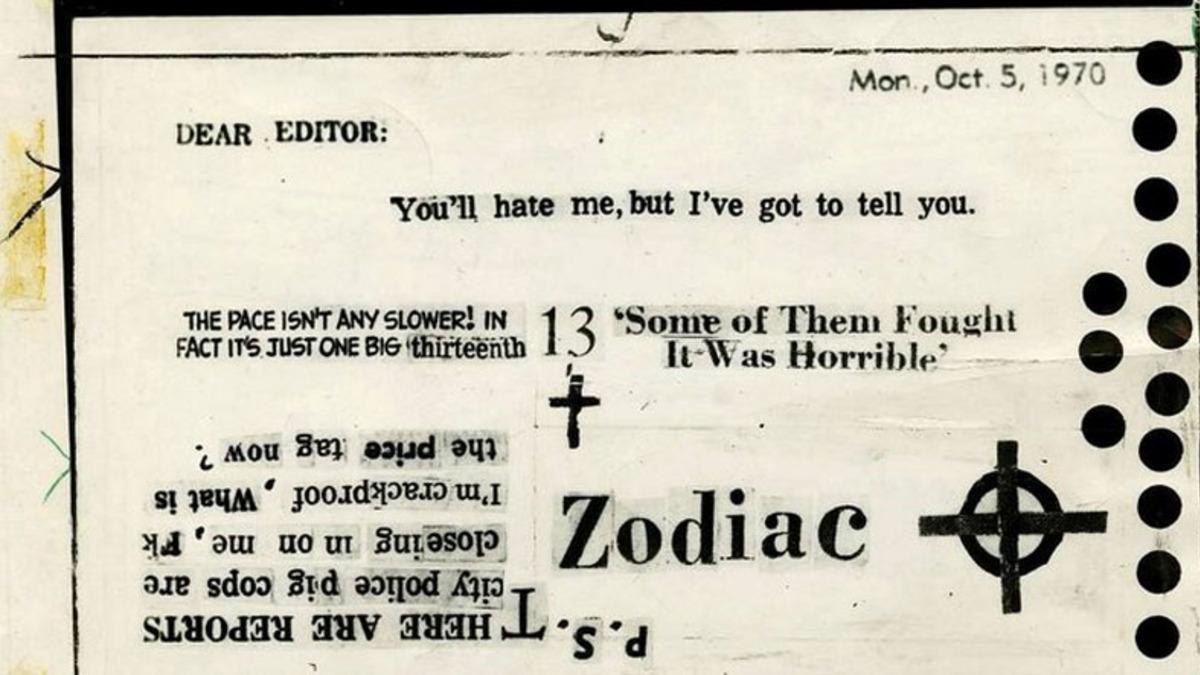 Mon., Oct. 5, 1970
DEAR EDITOR:
You'll hate me, but I've got to tell you.
THE PACE ISN'T ANY SLOWER! IN
FACT IT'S JUST ONE BIG thirteenth
13
'Some of Them Fought
It Was Horrible'
Zodiac
P.S. THERE ARE REPORTS
city police pig cops are
closeing in on me, Fk
I'm crackproof, What is
the price tag now?